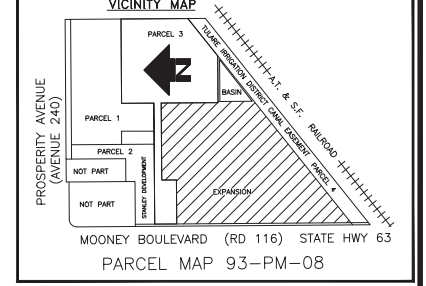 VICINITY MAP
PARCEL 3
N
TULARE IRRIGATION DISTRICT CANAL EASEMENT PARCEL 4
A.T. & S.F. RAILROAD
BASIN
PROSPERITY AVENUE
(AVENUE 240)
PARCEL 1
PARCEL 2
NOT PART
STANLEY DEVELOPMENT
EXPANSION
NOT PART
MOONEY BOULEVARD (RD 116) STATE HWY 63
PARCEL MAP 93-PM-08